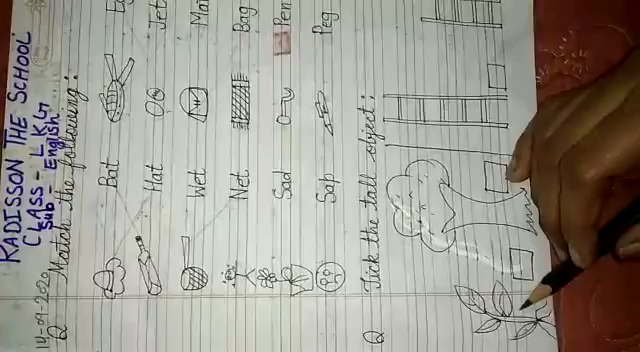 RADISSON THE SCHOOL
CLASS - L K G
Sub - English
14-09-2020
Q Match the following:
Bat
Hat Jet
Wet
Net Bag
Sad Pen
Sap Peg
Q Tick the tall object: